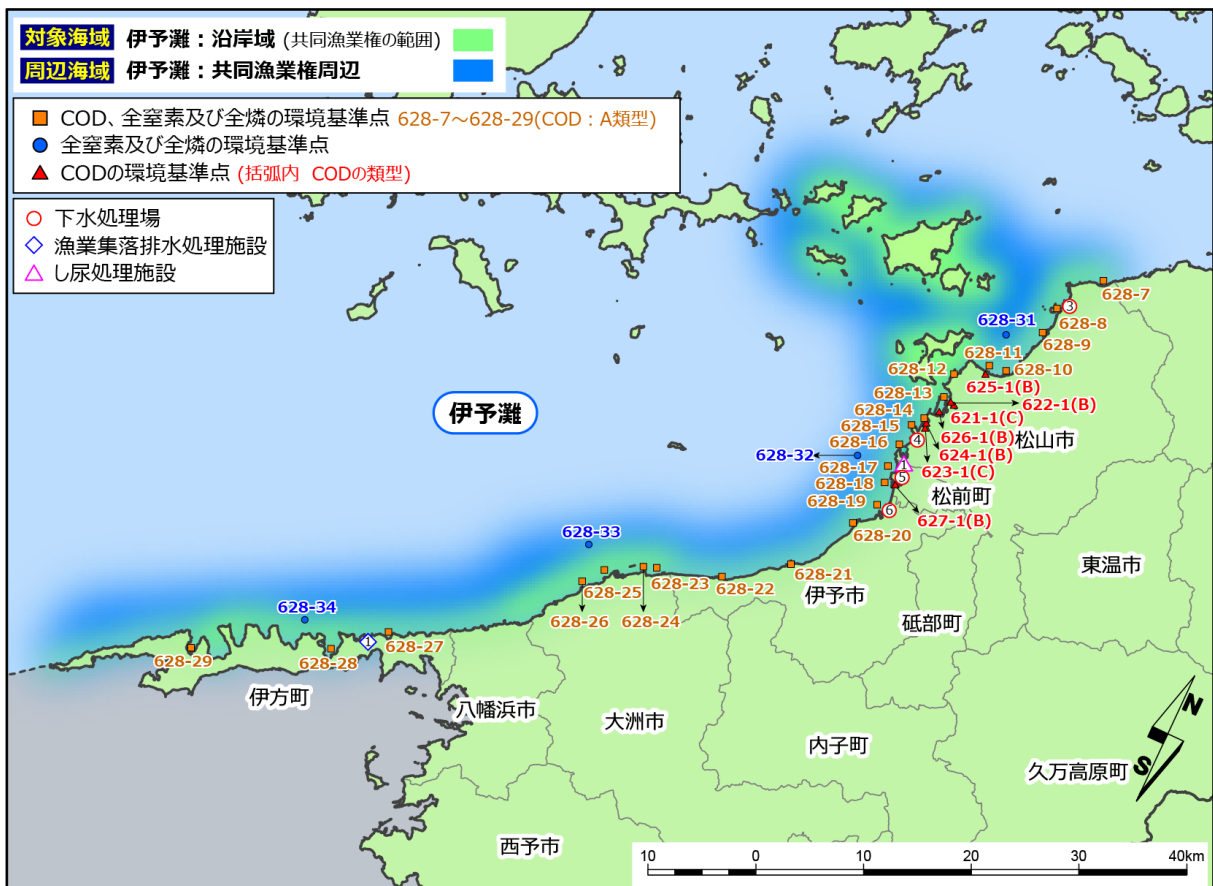 対象海域 伊予灘：沿岸域 (共同漁業権の範囲)
周辺海域 伊予灘：共同漁業権周辺
COD、全窒素及び全燐の環境基準点 628-7～628-29(COD：A類型)
全窒素及び全燐の環境基準点
CODの環境基準点 (括弧内 CODの類型)
下水処理場
漁業集落排水処理施設
し尿処理施設
628-7
3
628-8
628-31
628-9
628-11
628-10
628-12
625-1(B)
628-13
622-1(B)
628-14
621-1(C)
628-15
626-1(B)
松山市
4
628-16
624-1(B)
伊予灘
628-32
628-17
1
623-1(C)
5
628-18
松前町
628-19
6
627-1(B)
628-20
628-33
東温市
628-21
628-23
628-22
628-25
伊予市
628-26
628-24
砥部町
628-34
1
628-27
628-29
628-28
伊方町
八幡浜市
大洲市
内子町
久万高原町
N
S
西予市
10 0 10 20 30 40km